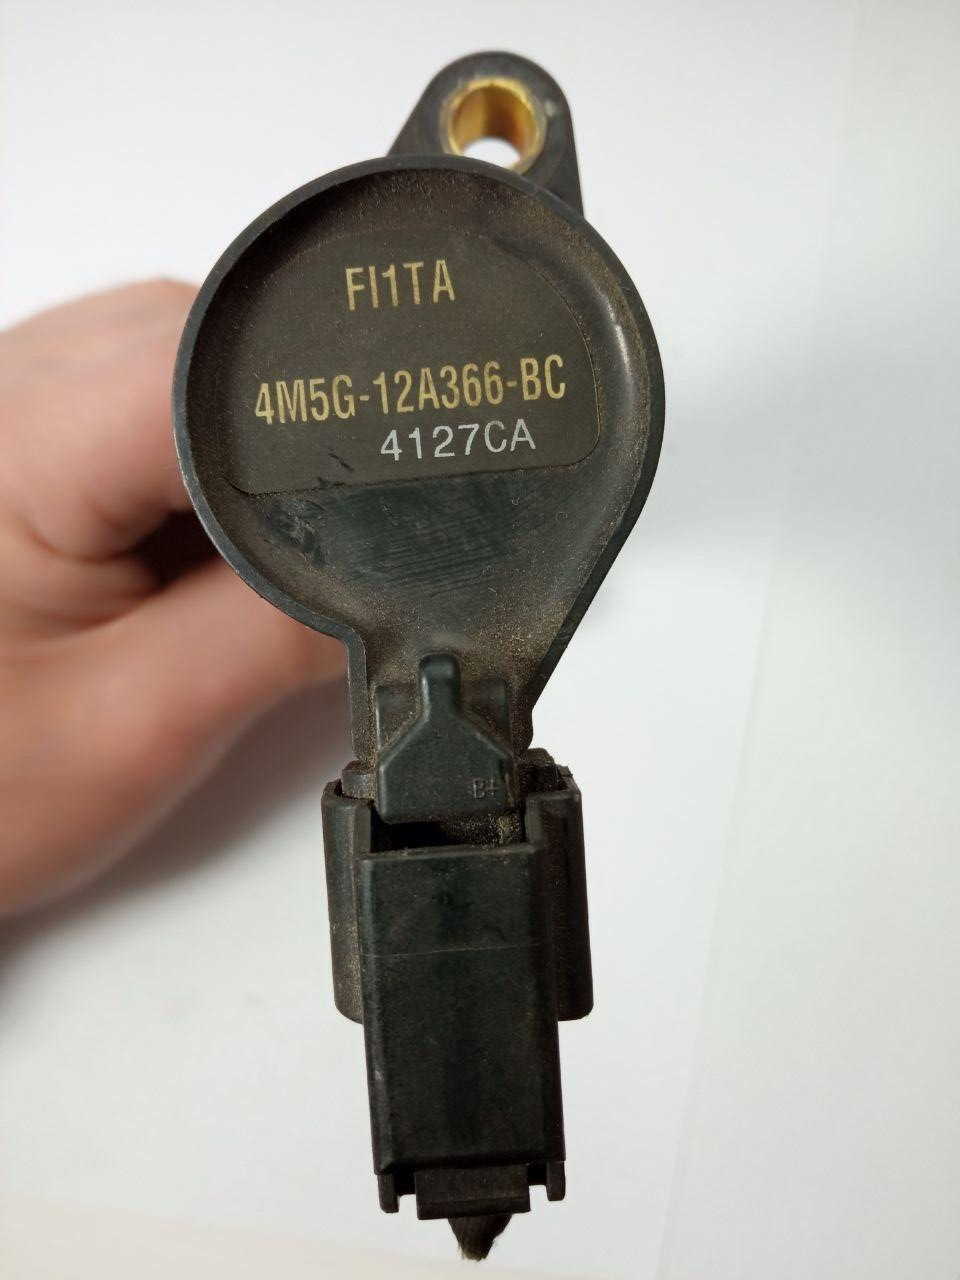 FI1TA
4M5G-12A366-BC
4127CA
B+